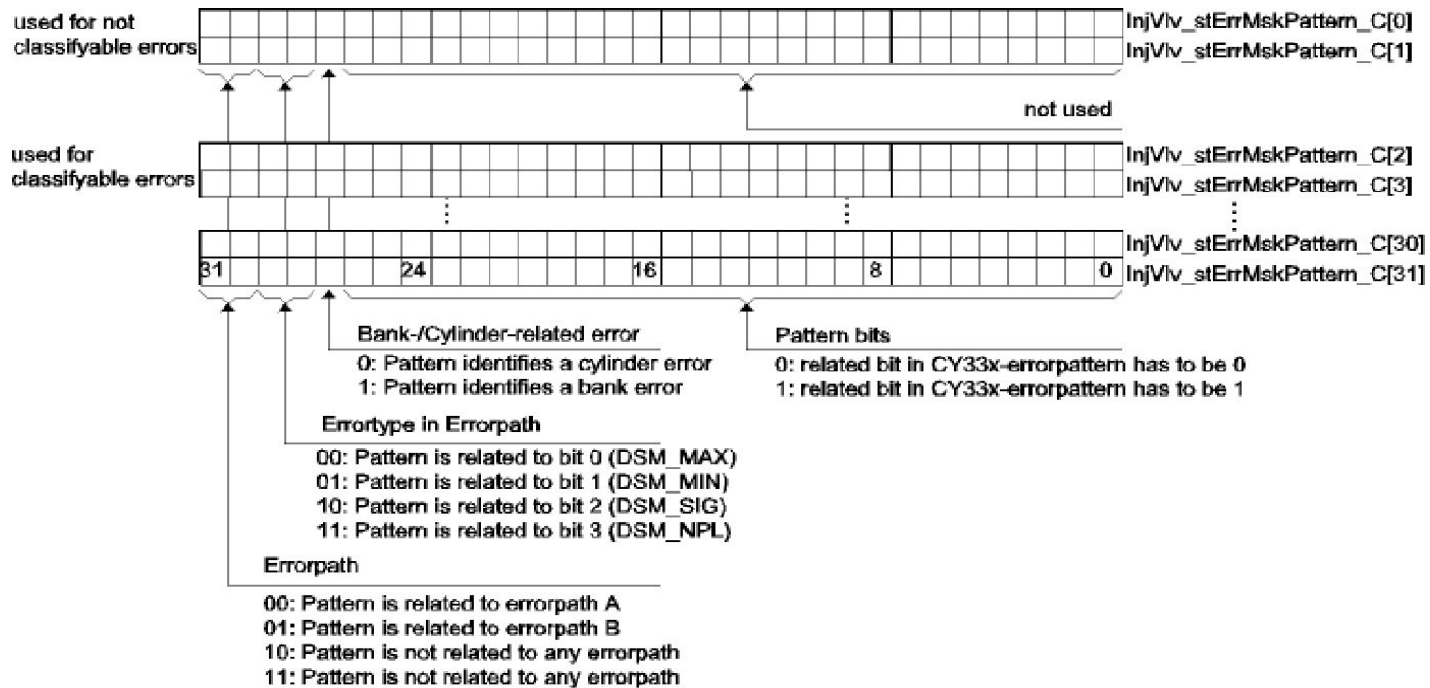 used for not
classifyable errors
InjVlv_stErrMskPattern_C[0]
InjVlv_stErrMskPattern_C[1]
not used
used for
classifyable errors
InjVlv_stErrMskPattern_C[2]
InjVlv_stErrMskPattern_C[3]
InjVlv_stErrMskPattern_C[30]
31 24 16 8 0 InjVlv_stErrMskPattern_C[31]
Bank-/Cylinder-related error
0: Pattern identifies a cylinder error
1: Pattern identifies a bank error
Pattern bits
0: related bit in CY33x-errorpattern has to be 0
1: related bit in CY33x-errorpattern has to be 1
Errortype in Errorpath
00: Pattern is related to bit 0 (DSM_MAX)
01: Pattern is related to bit 1 (DSM_MIN)
10: Pattern is related to bit 2 (DSM_SIG)
11: Pattern is related to bit 3 (DSM_NPL)
Errorpath
00: Pattern is related to errorpath A
01: Pattern is related to errorpath B
10: Pattern is not related to any errorpath
11: Pattern is not related to any errorpath